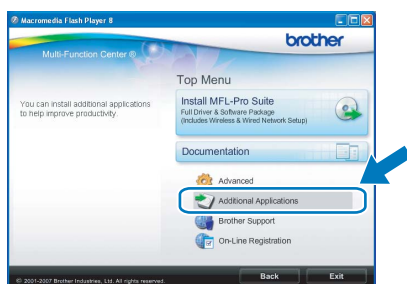 Macromedia Flash Player 8
brother
Multi-Function Center ®
Top Menu
You can install additional applications
to help improve productivity.
Install MFL-Pro Suite
Full Driver & Software Package
(Includes Wireless & Wired Network Setup)
Documentation
Advanced
Additional Applications
Brother Support
On-Line Registration
© 2001-2007 Brother Industries, Ltd. All rights reserved.
Back
Exit